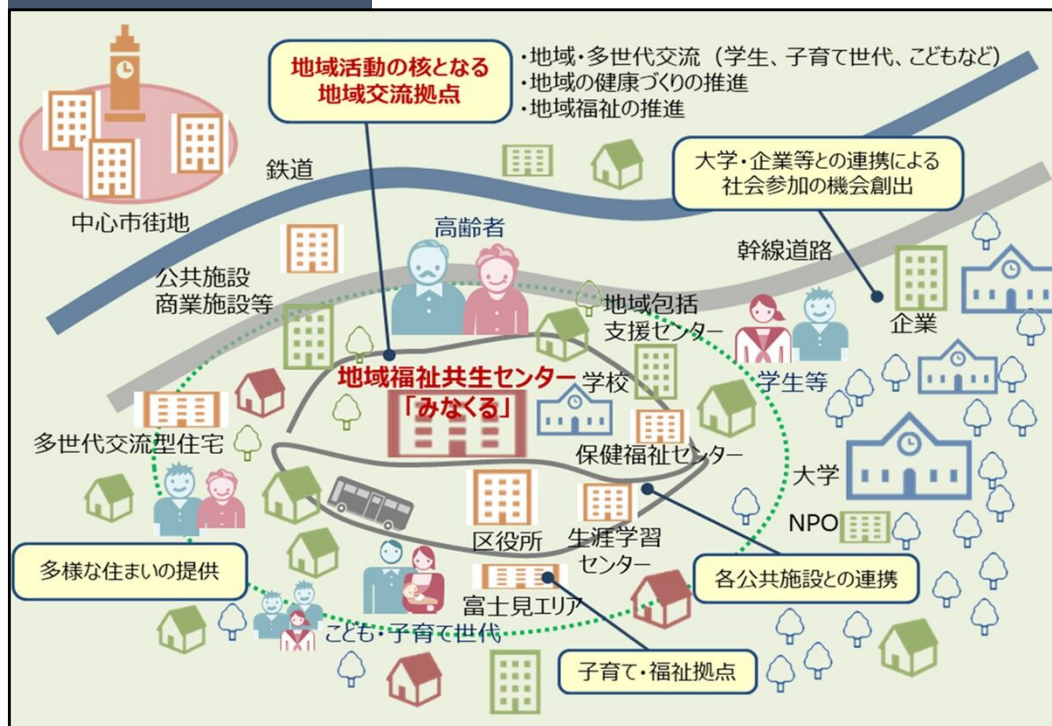 地域活動の核となる
地域交流拠点
・地域・多世代交流（学生、子育て世代、こどもなど）
・地域の健康づくりの推進
・地域福祉の推進
大学・企業等との連携による
社会参加の機会創出
鉄道
中心市街地
高齢者
幹線道路
公共施設
商業施設等
地域包括
支援センター
企業
学生等
地域福祉共生センター
「みなくる」
学校
多世代交流型住宅
保健福祉センター
大学
NPO
区役所
生涯学習
センター
多様な住まいの提供
各公共施設との連携
富士見エリア
こども・子育て世代
子育て・福祉拠点